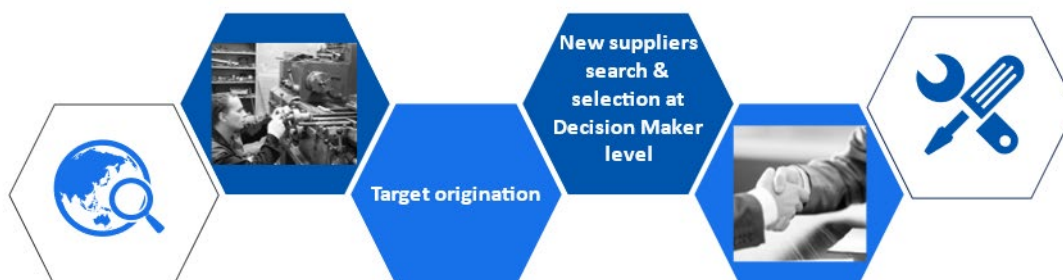 Target origination
New suppliers
search &
selection at
Decision Maker
level